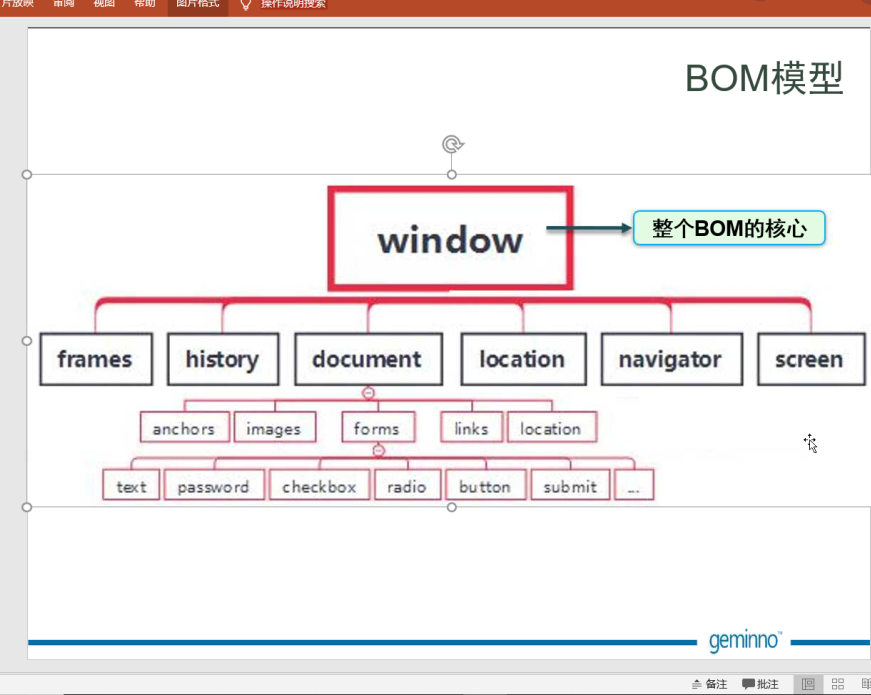 片放映 审阅 视图 帮助 图片格式 操作说明搜索
BOM模型
window
整个BOM的核心
frames history document location navigator screen
anchors images forms links location
text password checkbox radio button submit ...
geminno™
备注 批注